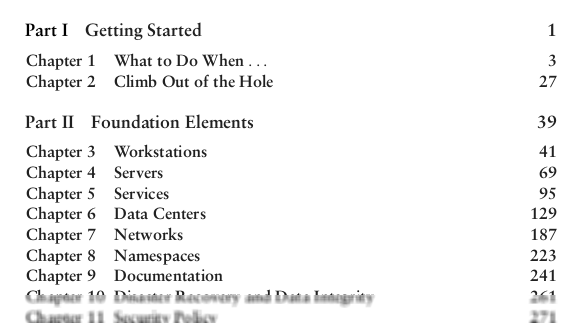 Part I Getting Started 1
Chapter 1 What to Do When . . . 3
Chapter 2 Climb Out of the Hole 27
Part II Foundation Elements 39
Chapter 3 Workstations 41
Chapter 4 Servers 69
Chapter 5 Services 95
Chapter 6 Data Centers 129
Chapter 7 Networks 187
Chapter 8 Namespaces 223
Chapter 9 Documentation 241
Chapter 10 Disaster Recovery and Data Integrity 261
Chapter 11 Security Policy 271